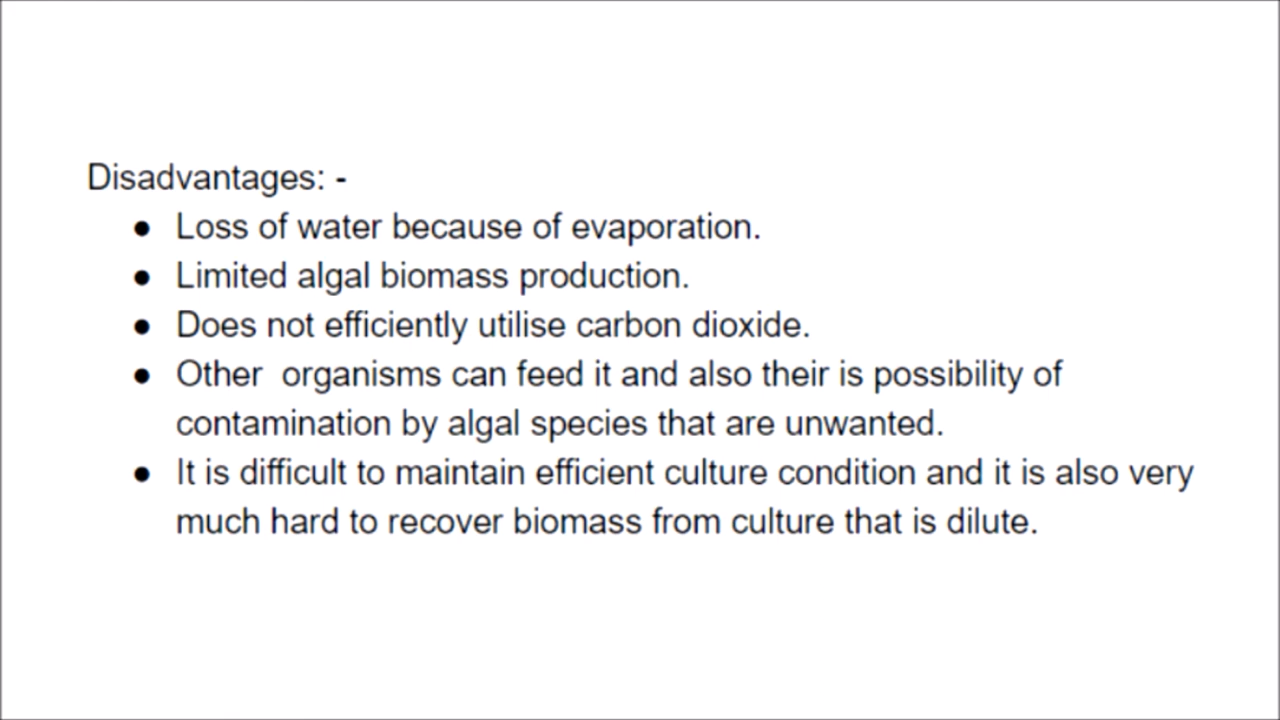 Disadvantages: -
● Loss of water because of evaporation.
● Limited algal biomass production.
● Does not efficiently utilise carbon dioxide.
● Other  organisms can feed it and also their is possibility of
contamination by algal species that are unwanted.
● It is difficult to maintain efficient culture condition and it is also very
much hard to recover biomass from culture that is dilute.